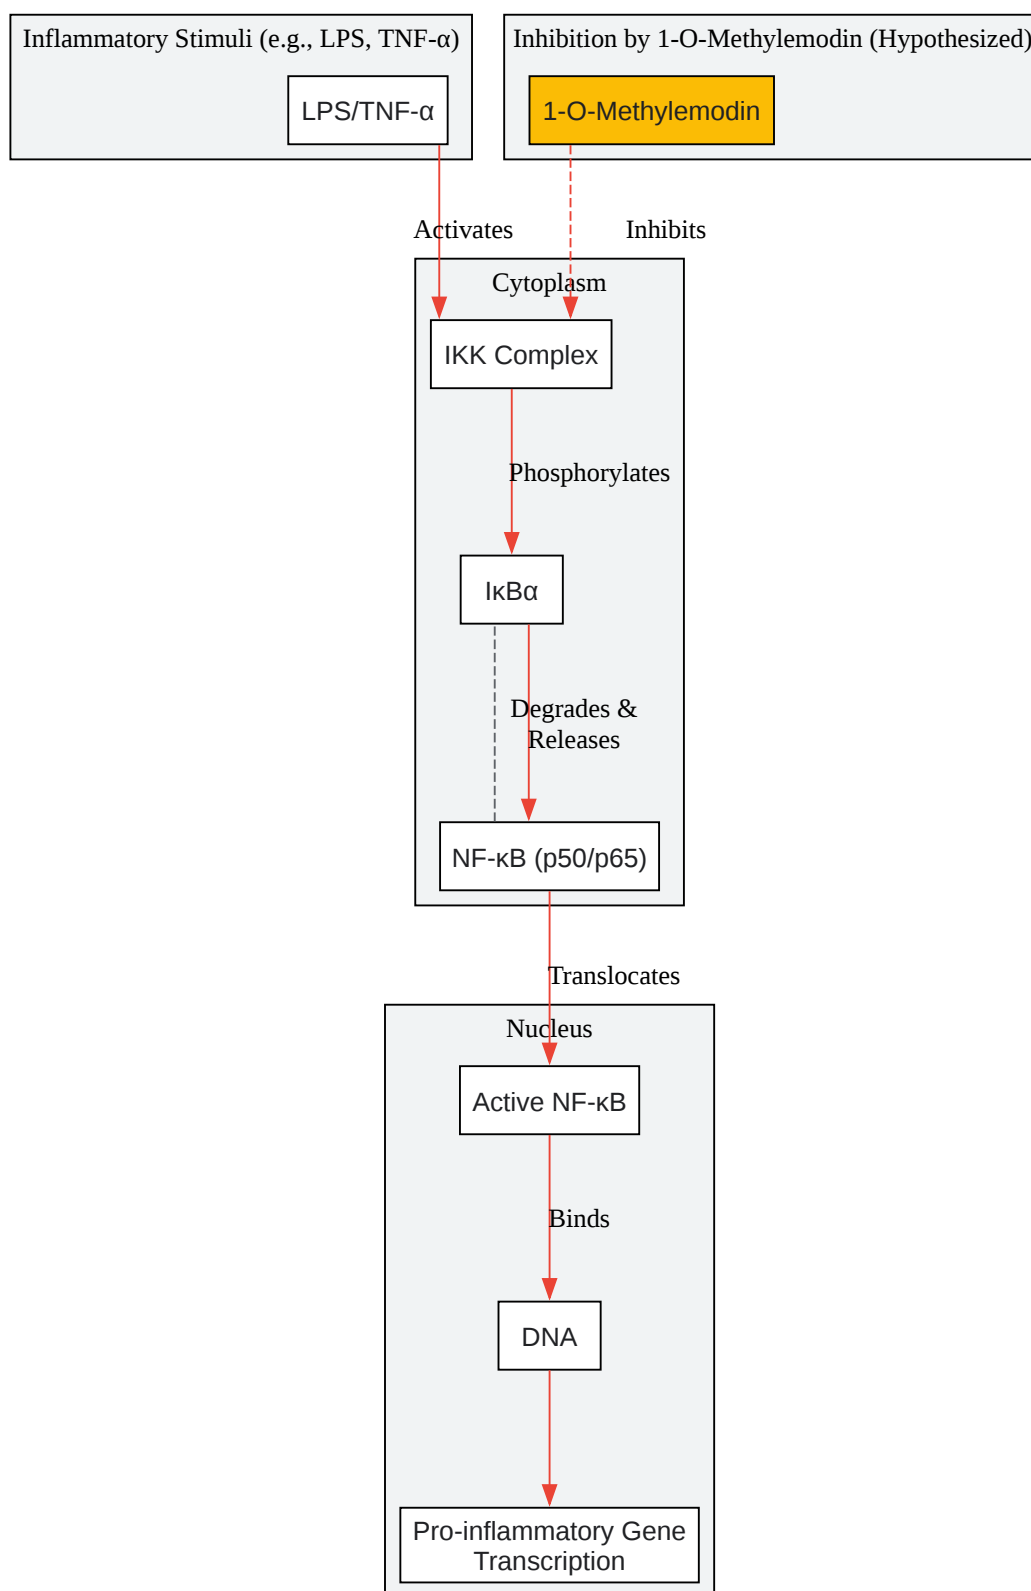 Inflammatory Stimuli (e.g., LPS, TNF-α)
Inhibition by 1-O-Methylemodin (Hypothesized)
LPS/TNF-α
1-O-Methylemodin
Activates
Inhibits
Cytoplasm
IKK Complex
Phosphorylates
IκBα
Degrades &
Releases
NF-κB (p50/p65)
Translocates
Nucleus
Active NF-κB
Binds
DNA
Pro-inflammatory Gene
Transcription